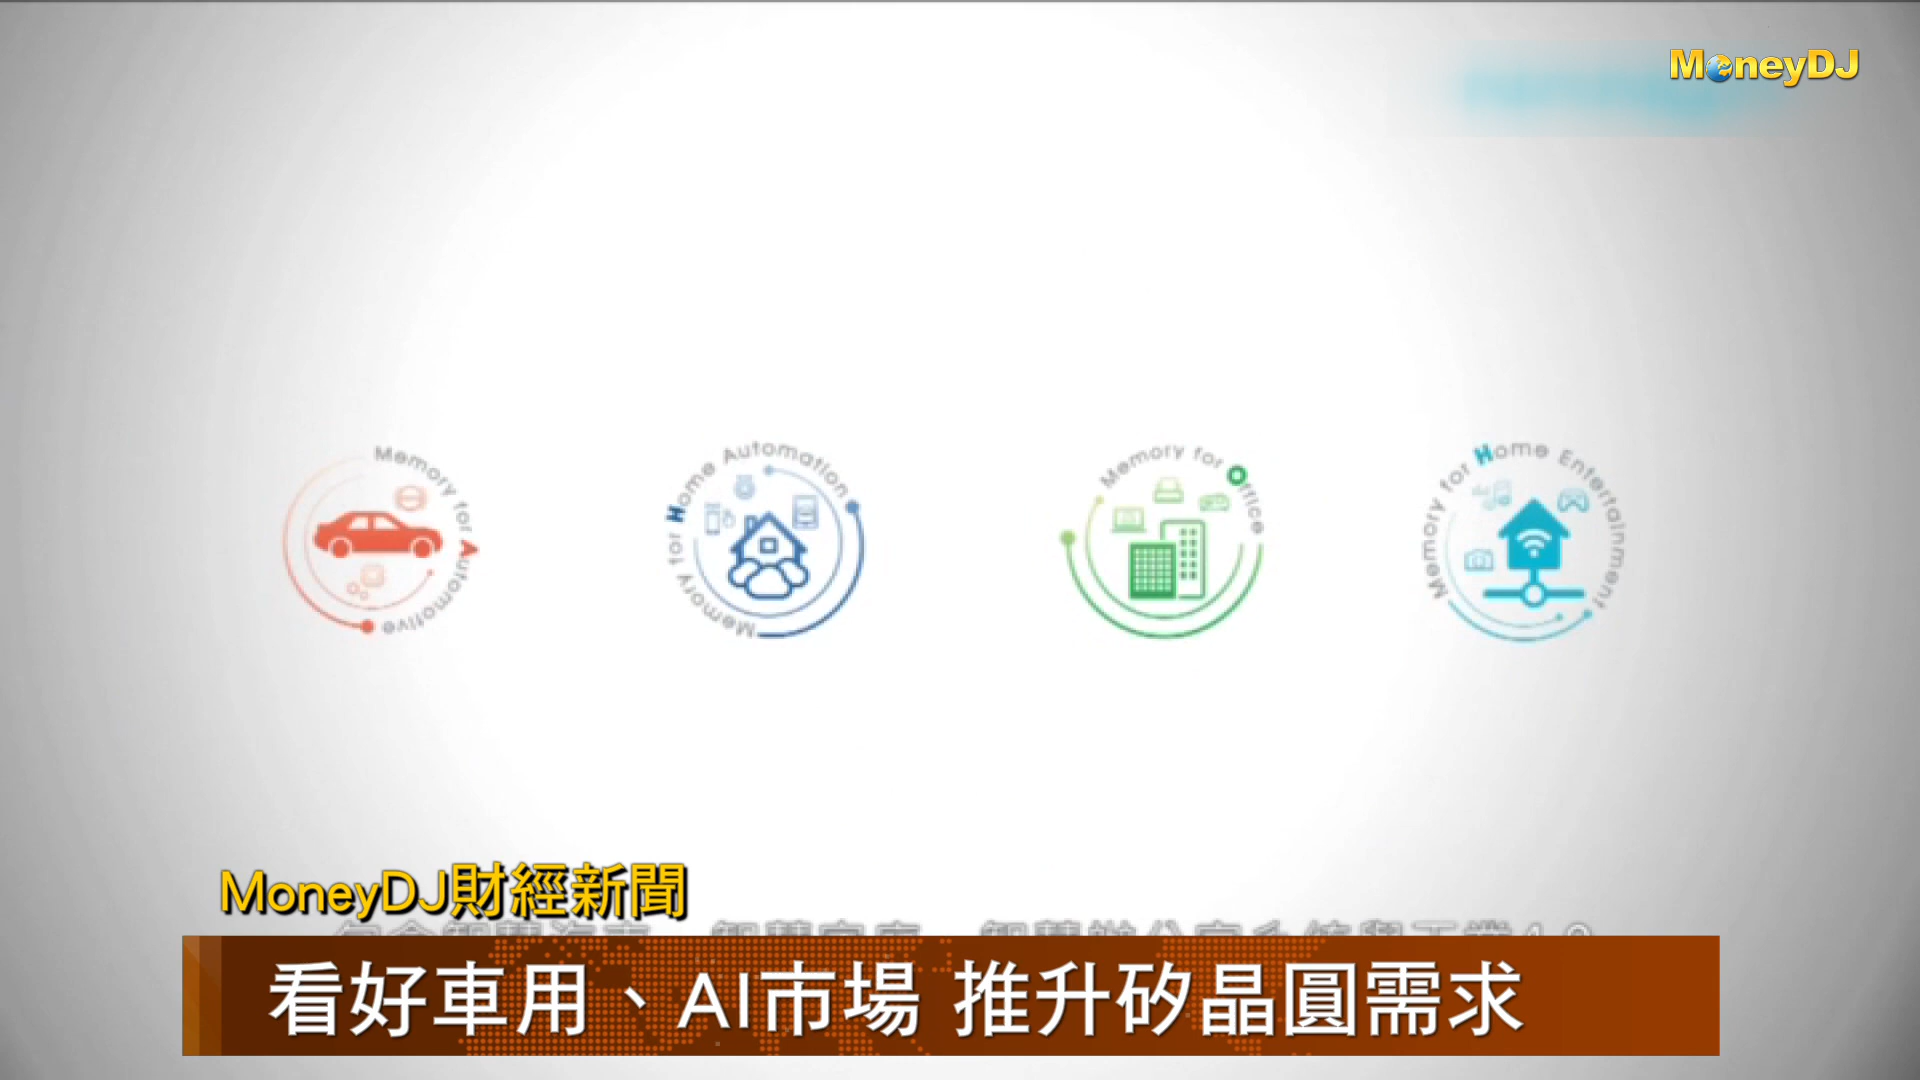 MoneyDJ
Memory for Automotive
Memory for Home Automation
Memory for Office
Memory for Home Entertainment
MoneyDJ財經新聞
看好車用、AI市場 推升矽晶圓需求